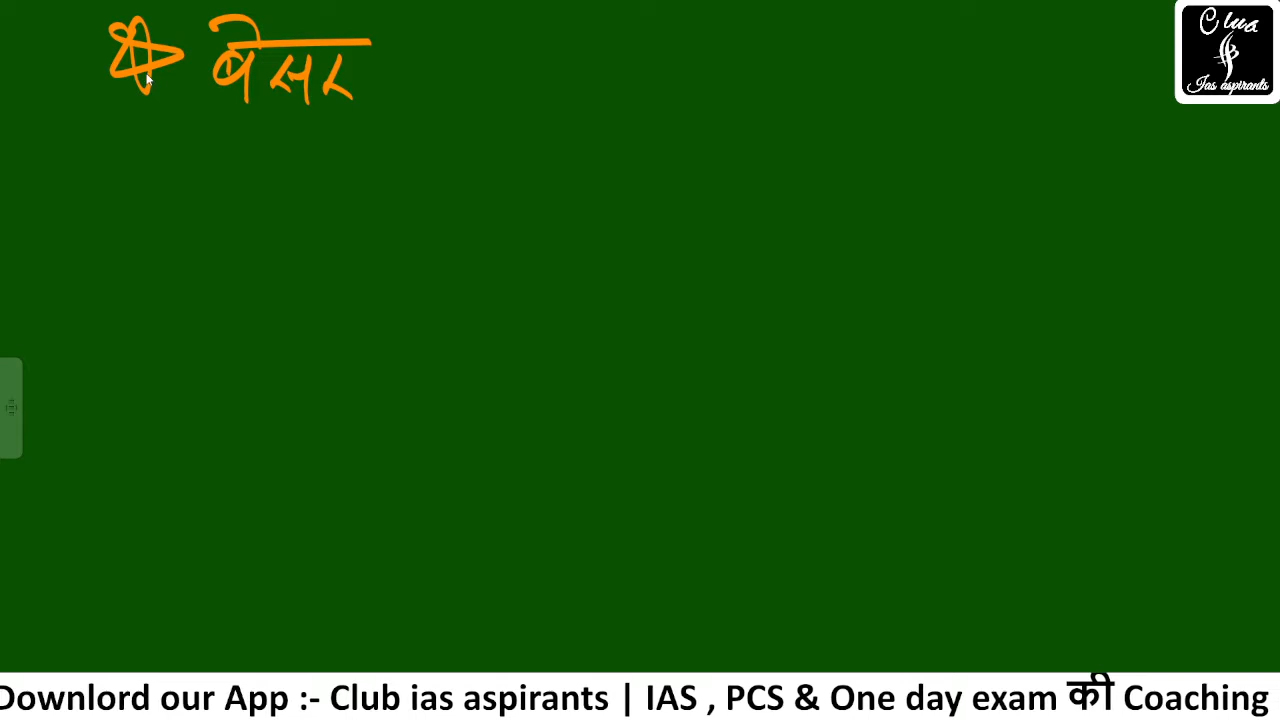 बेसर
Clua
Ias aspirants
Downlord our App :- Club ias aspirants | IAS , PCS & One day exam की Coaching